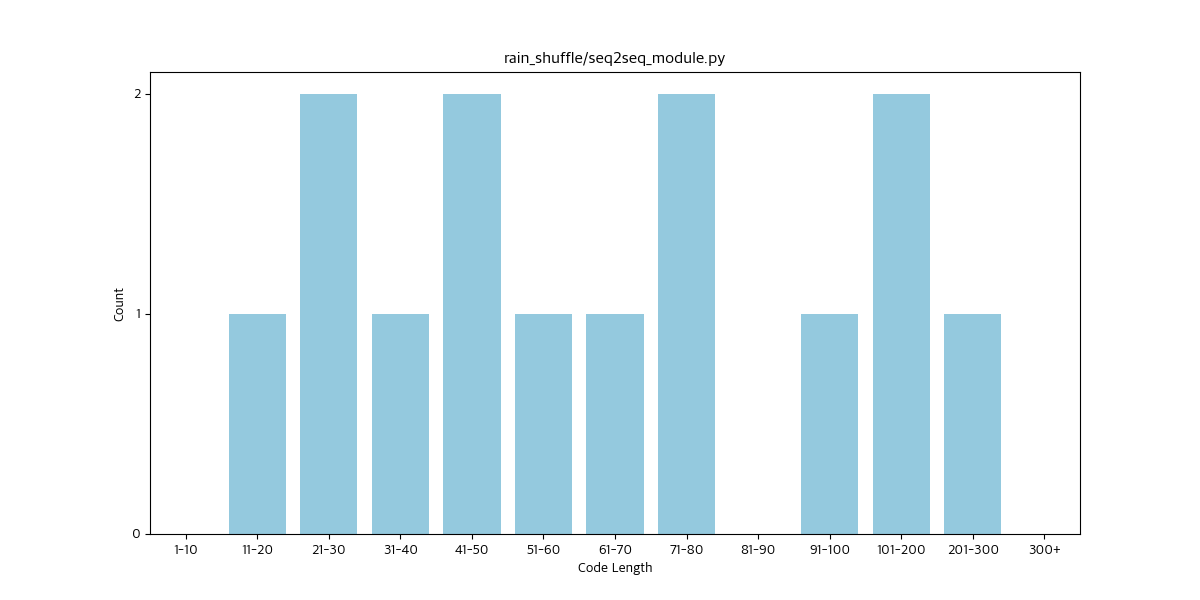 rain_shuffle/seq2seq_module.py
Count
2
1
0
1-10 11-20 21-30 31-40 41-50 51-60 61-70 71-80 81-90 91-100 101-200 201-300 300+
Code Length